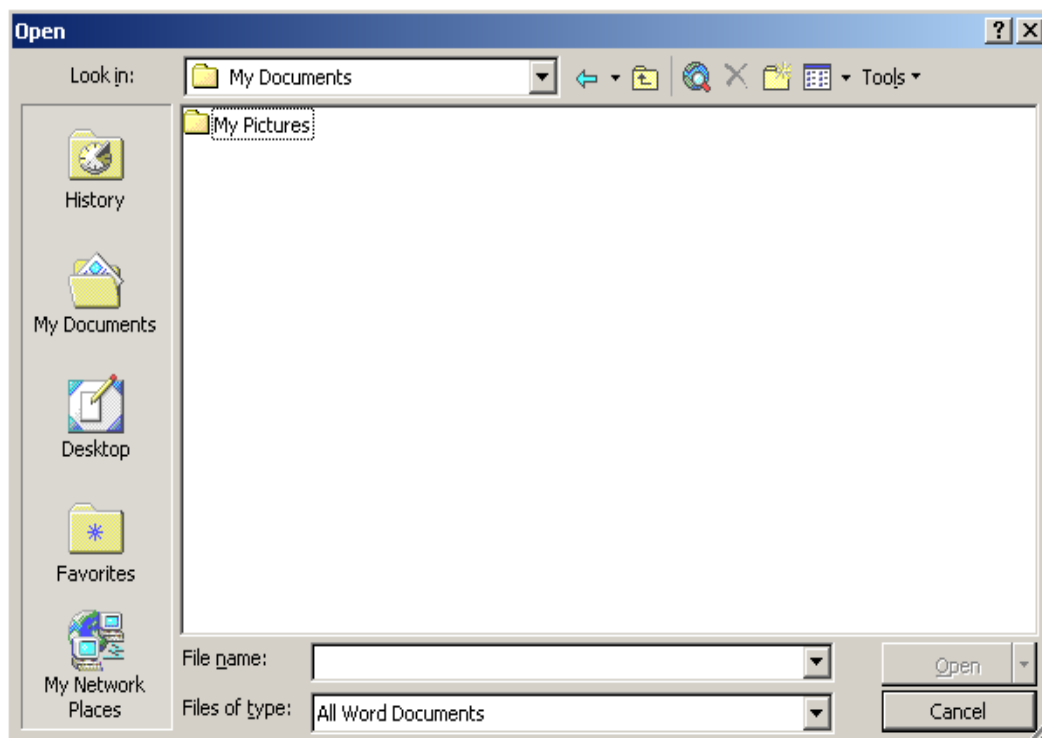 Open
Look in:
My Documents
Tools
My Pictures
History
My Documents
Desktop
Favorites
My Network
Places
File name:
Open
Files of type:
All Word Documents
Cancel